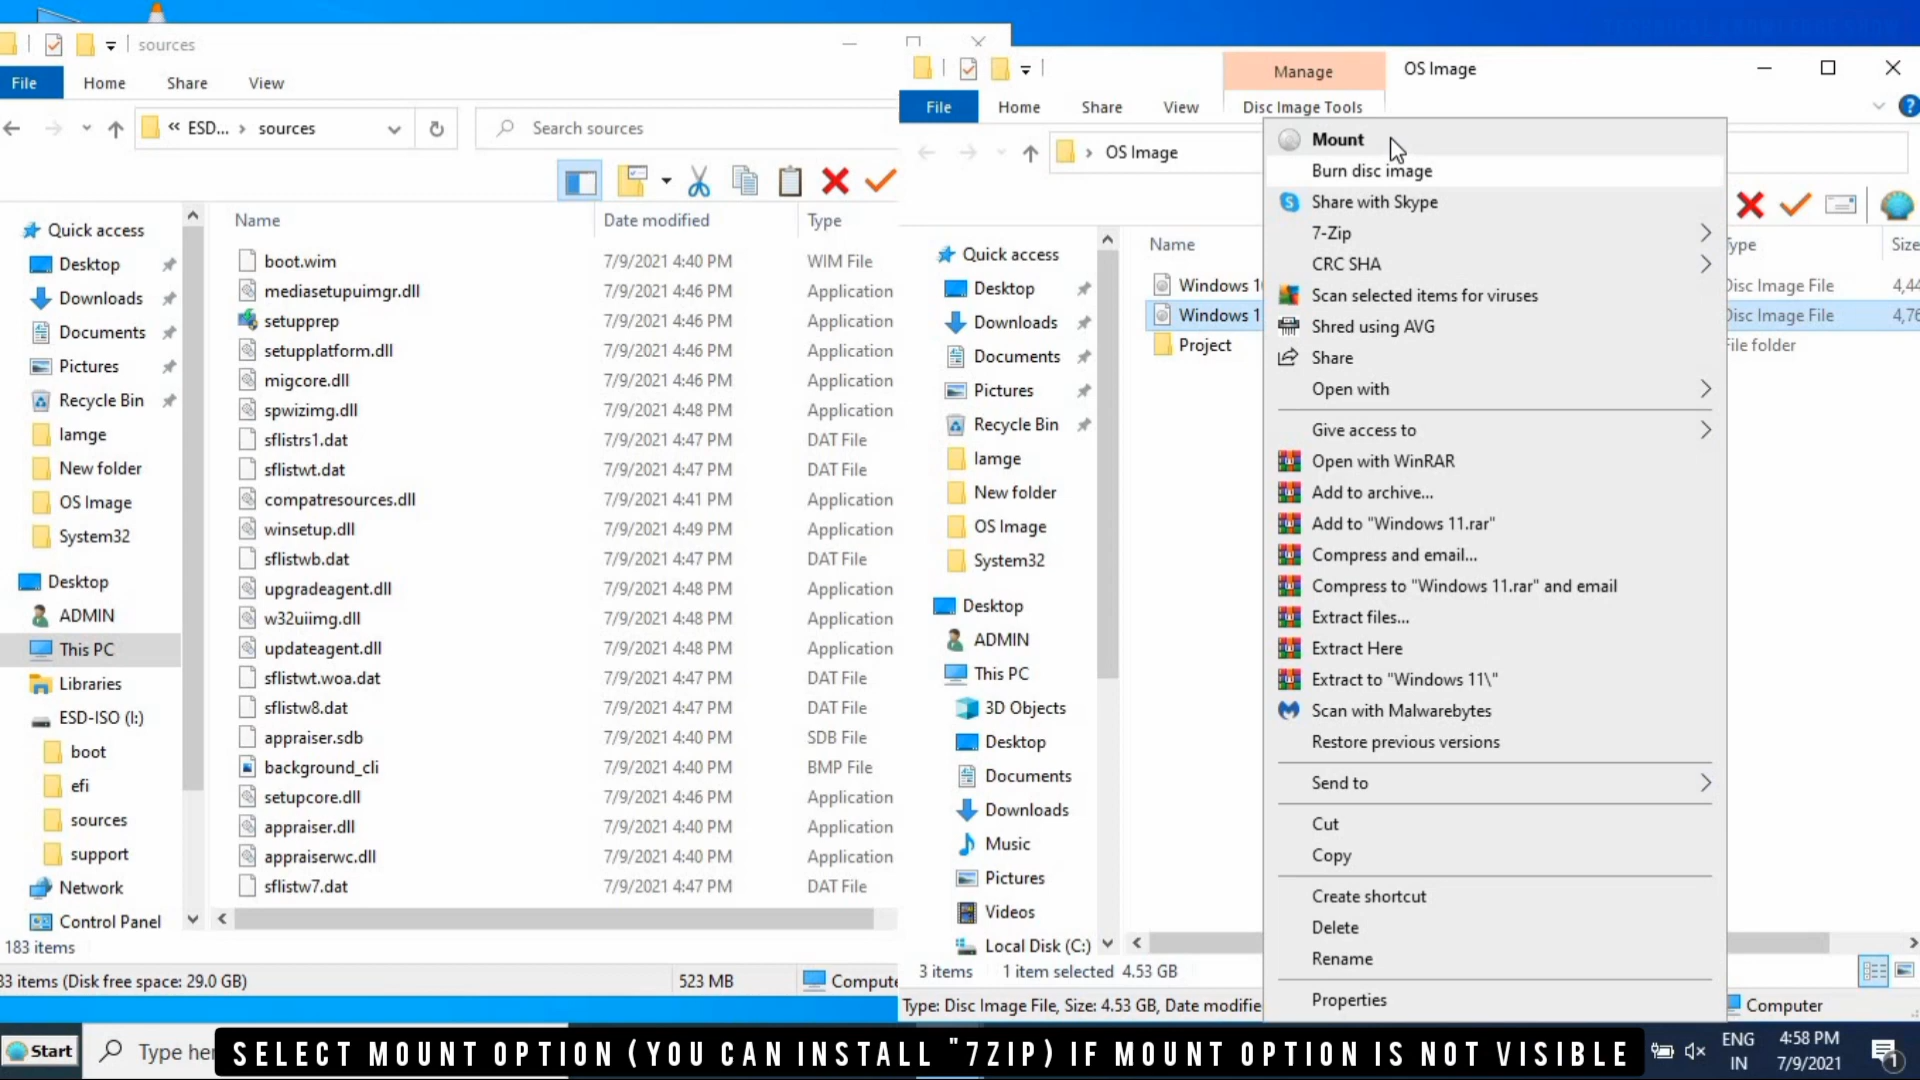 sources
File
Home
Share
View
« ESD... › sources
Search sources
Name
Date modified
Type
Quick access
Desktop
Downloads
Documents
Pictures
Recycle Bin
Iamge
New folder
OS Image
System32
Desktop
ADMIN
This PC
Libraries
ESD-ISO (I:)
boot
efi
sources
support
Network
Control Panel
boot.wim 7/9/2021 4:40 PM WIM File
mediasetupuimgr.dll 7/9/2021 4:46 PM Application
setupprep 7/9/2021 4:46 PM Application
setupplatform.dll 7/9/2021 4:46 PM Application
migcore.dll 7/9/2021 4:46 PM Application
spwizimg.dll 7/9/2021 4:48 PM Application
sflistrs1.dat 7/9/2021 4:47 PM DAT File
sflistwt.dat 7/9/2021 4:47 PM DAT File
compatresources.dll 7/9/2021 4:41 PM Application
winsetup.dll 7/9/2021 4:49 PM Application
sflistwb.dat 7/9/2021 4:47 PM DAT File
upgradeagent.dll 7/9/2021 4:48 PM Application
w32uiimg.dll 7/9/2021 4:48 PM Application
updateagent.dll 7/9/2021 4:48 PM Application
sflistwt.woa.dat 7/9/2021 4:47 PM DAT File
sflistw8.dat 7/9/2021 4:47 PM DAT File
appraiser.sdb 7/9/2021 4:40 PM SDB File
background_cli 7/9/2021 4:40 PM BMP File
setupcore.dll 7/9/2021 4:46 PM Application
appraiser.dll 7/9/2021 4:40 PM Application
appraiserwc.dll 7/9/2021 4:40 PM Application
sflistw7.dat 7/9/2021 4:47 PM DAT File
183 items
33 items (Disk free space: 29.0 GB)
523 MB
Compute
Manage
OS Image
File
Home
Share
View
Disc Image Tools
› OS Image
Name
Type
Size
Quick access
Desktop
Downloads
Documents
Pictures
Recycle Bin
Iamge
New folder
OS Image
System32
Desktop
ADMIN
This PC
3D Objects
Desktop
Documents
Downloads
Music
Pictures
Videos
Local Disk (C:)
Windows 10 Disc Image File 4,44
Windows 1 Disc Image File 4,76
Project File folder
Mount
Burn disc image
Share with Skype
7-Zip
CRC SHA
Scan selected items for viruses
Shred using AVG
Share
Open with
Give access to
Open with WinRAR
Add to archive...
Add to "Windows 11.rar"
Compress and email...
Compress to "Windows 11.rar" and email
Extract files...
Extract Here
Extract to "Windows 11\"
Scan with Malwarebytes
Restore previous versions
Send to
Cut
Copy
Create shortcut
Delete
Rename
Properties
3 items 1 item selected 4.53 GB
Type: Disc Image File, Size: 4.53 GB, Date modifie
Computer
Start
Type her
SELECT MOUNT OPTION (YOU CAN INSTALL "7ZIP) IF MOUNT OPTION IS NOT VISIBLE
ENG
IN
4:58 PM
7/9/2021
1